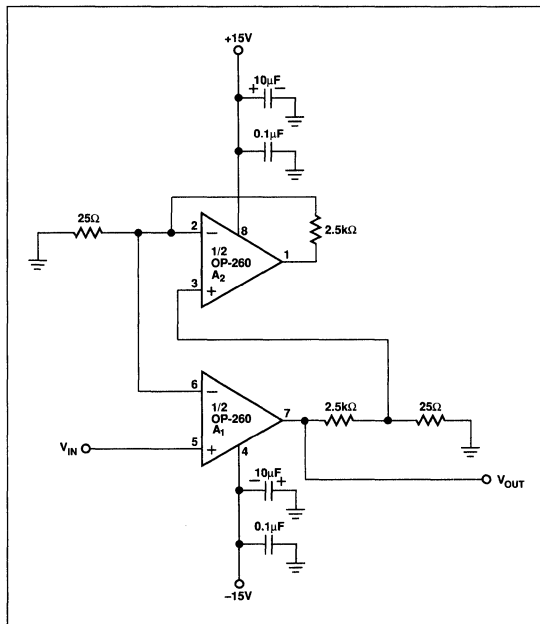 +15V
+ 10µF −
0.1µF
25Ω
2
−
8
1/2
OP-260
A2
1
2.5kΩ
3
+
6
−
1/2
OP-260
A1
7
2.5kΩ
25Ω
VIN
5
+
4
VOUT
− 10µF +
0.1µF
−15V